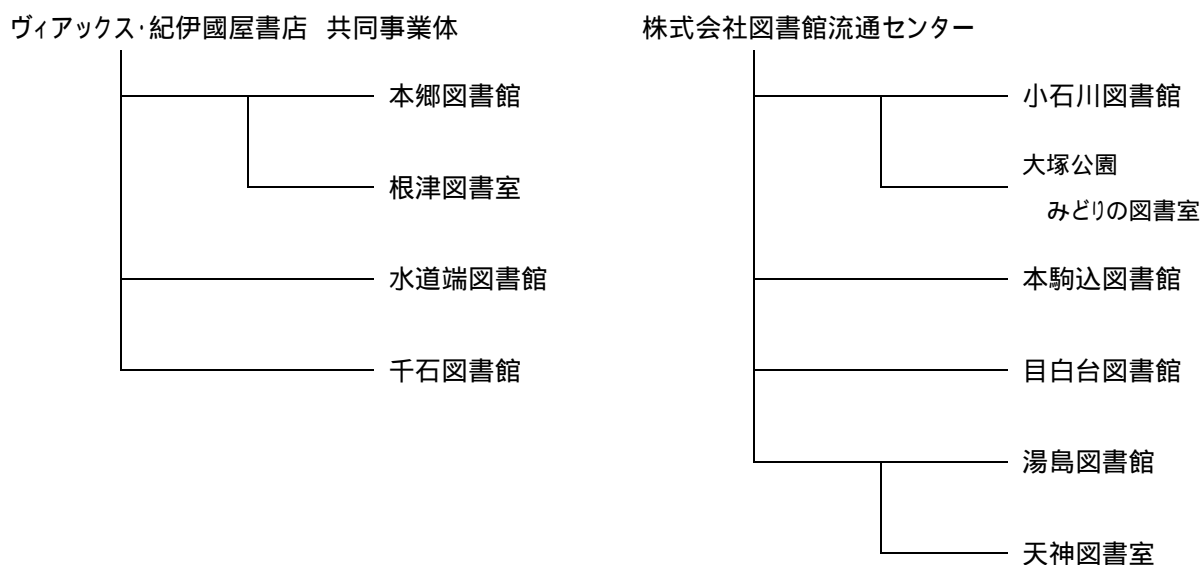 ヴィアックス・紀伊國屋書店 共同事業体
本郷図書館
根津図書室
水道端図書館
千石図書館
株式会社図書館流通センター
小石川図書館
大塚公園
みどりの図書室
本駒込図書館
目白台図書館
湯島図書館
天神図書室